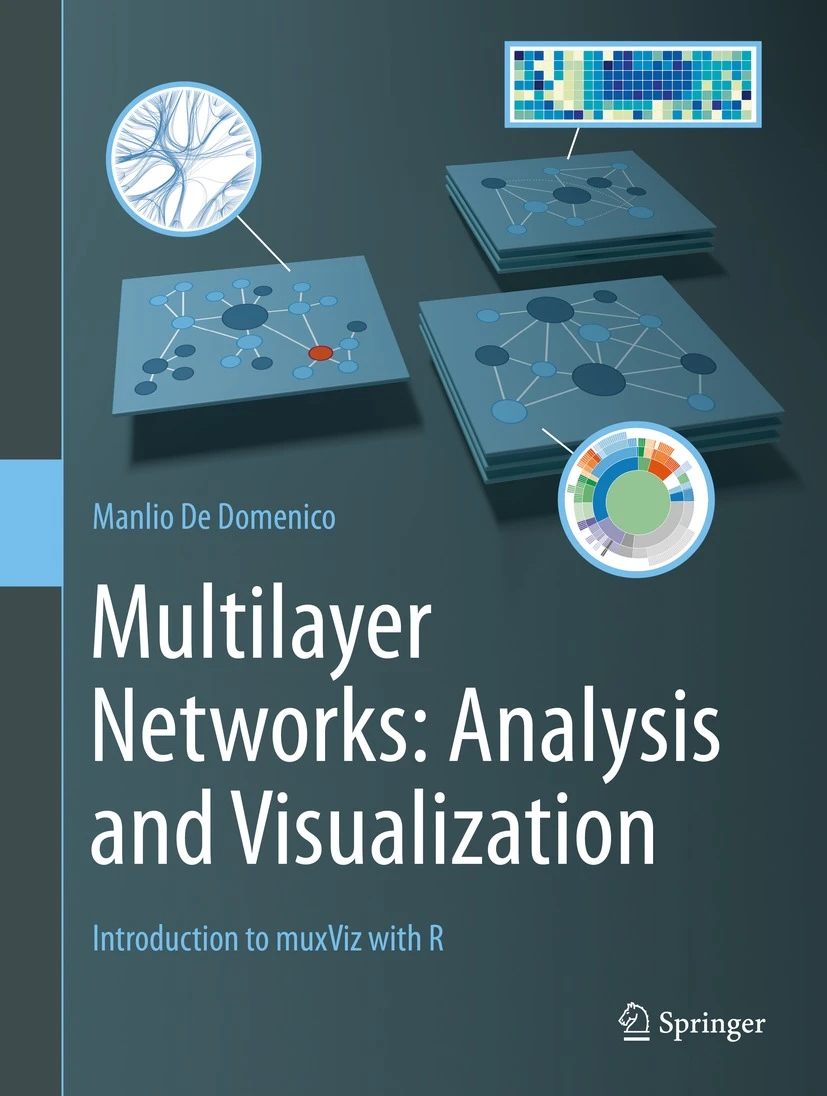 Manlio De Domenico
Multilayer
Networks: Analysis
and Visualization
Introduction to muxViz with R
Springer